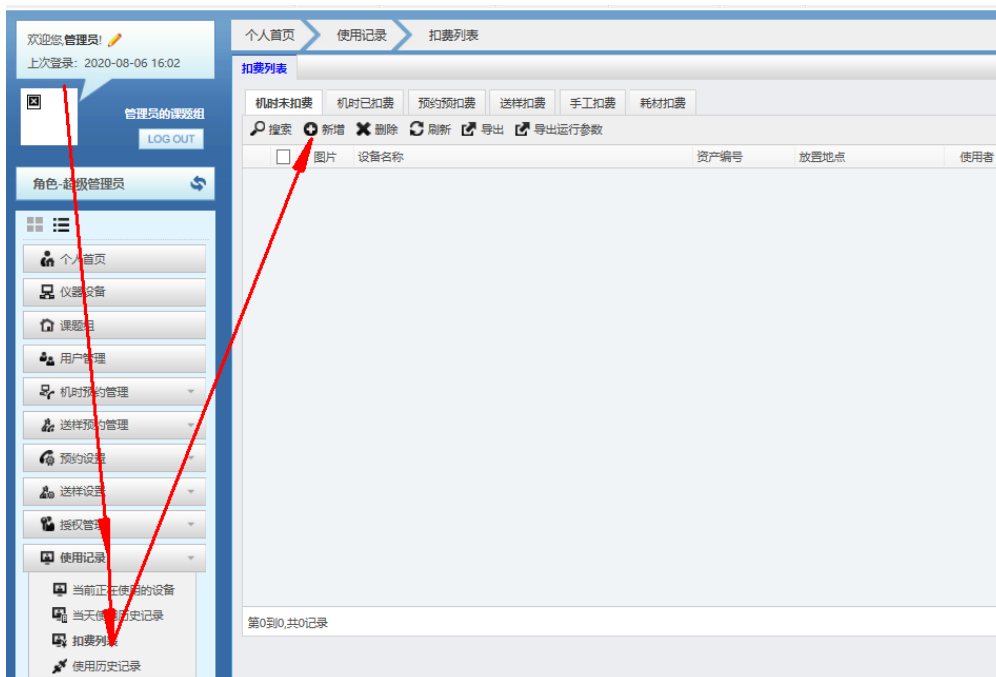 欢迎您,管理员!
上次登录：2020-08-06 16:02
管理员的课题组
LOG OUT
角色-超级管理员
个人首页
仪器设备
课题组
用户管理
机时预约管理
送样预约管理
预约设置
送样设置
授权管理
使用记录
当前正在使用的设备
当天使用历史记录
扣费列表
使用历史记录
个人首页 使用记录 扣费列表
扣费列表
机时未扣费 机时已扣费 预约预扣费 送样扣费 手工扣费 耗材扣费
搜索 新增 删除 刷新 导出 导出运行参数
图片 设备名称 资产编号 放置地点 使用者
第0到0,共0记录